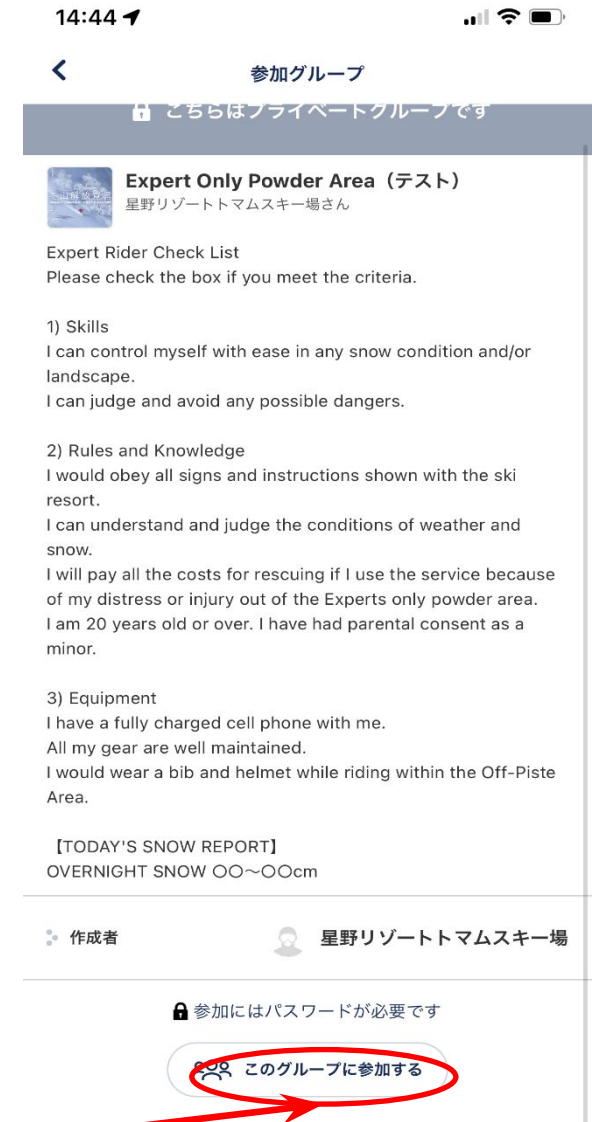 14:44
参加グループ
こちらはプライベートグループです
Expert Only Powder Area（テスト）
星野リゾートトマムスキー場さん
Expert Rider Check List
Please check the box if you meet the criteria.
1) Skills
I can control myself with ease in any snow condition and/or
landscape.
I can judge and avoid any possible dangers.
2) Rules and Knowledge
I would obey all signs and instructions shown with the ski
resort.
I can understand and judge the conditions of weather and
snow.
I will pay all the costs for rescuing if I use the service because
of my distress or injury out of the Experts only powder area.
I am 20 years old or over. I have had parental consent as a
minor.
3) Equipment
I have a fully charged cell phone with me.
All my gear are well maintained.
I would wear a bib and helmet while riding within the Off-Piste
Area.
【TODAY'S SNOW REPORT】
OVERNIGHT SNOW 〇〇～〇〇cm
作成者 星野リゾートトマムスキー場
参加にはパスワードが必要です
このグループに参加する